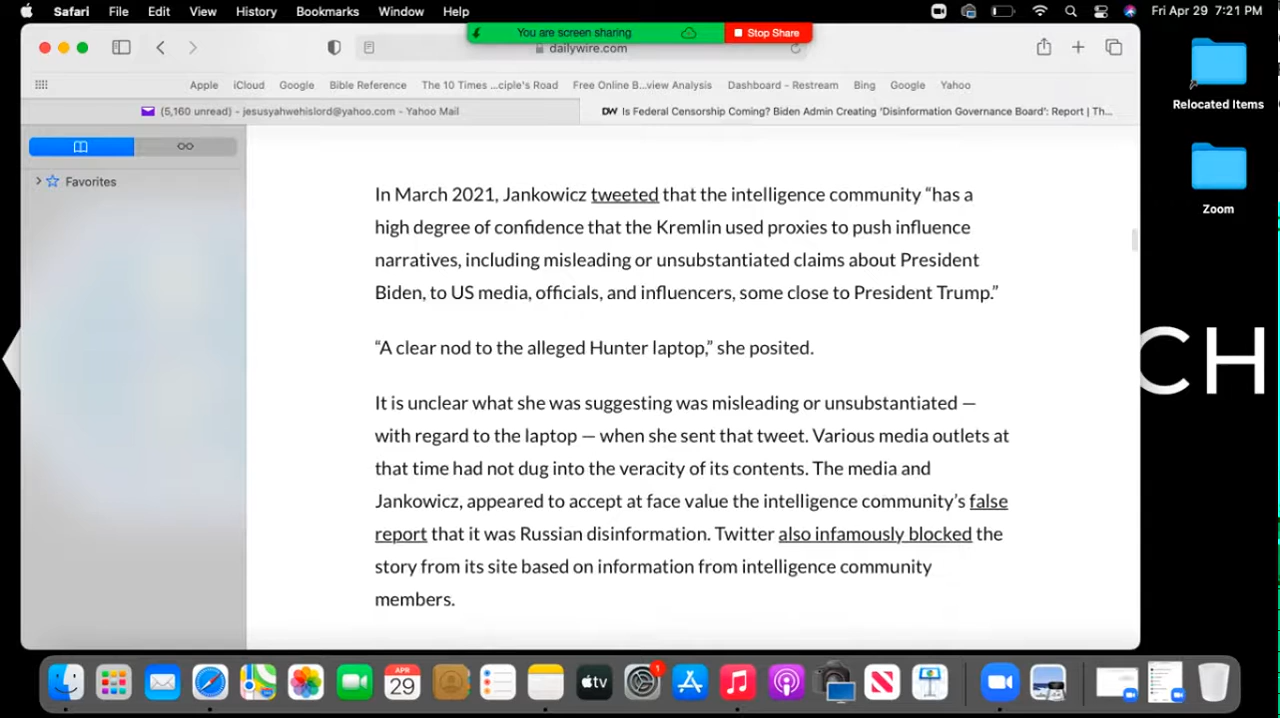 Safari File Edit View History Bookmarks Window Help Fri Apr 29 7:21 PM
You are screen sharing Stop Share
dailywire.com
Apple iCloud Google Bible Reference The 10 Times ...ciple's Road Free Online B...view Analysis Dashboard - Restream Bing Google Yahoo
(5,160 unread) - jesusyahwehislord@yahoo.com - Yahoo Mail
DW Is Federal Censorship Coming? Biden Admin Creating 'Disinformation Governance Board': Report | Th...
Relocated Items
Favorites
Zoom
In March 2021, Jankowicz tweeted that the intelligence community “has a
high degree of confidence that the Kremlin used proxies to push influence
narratives, including misleading or unsubstantiated claims about President
Biden, to US media, officials, and influencers, some close to President Trump.”
“A clear nod to the alleged Hunter laptop,” she posited.
CH
It is unclear what she was suggesting was misleading or unsubstantiated —
with regard to the laptop — when she sent that tweet. Various media outlets at
that time had not dug into the veracity of its contents. The media and
Jankowicz, appeared to accept at face value the intelligence community’s false
report that it was Russian disinformation. Twitter also infamously blocked the
story from its site based on information from intelligence community
members.
APR
29
tv
1